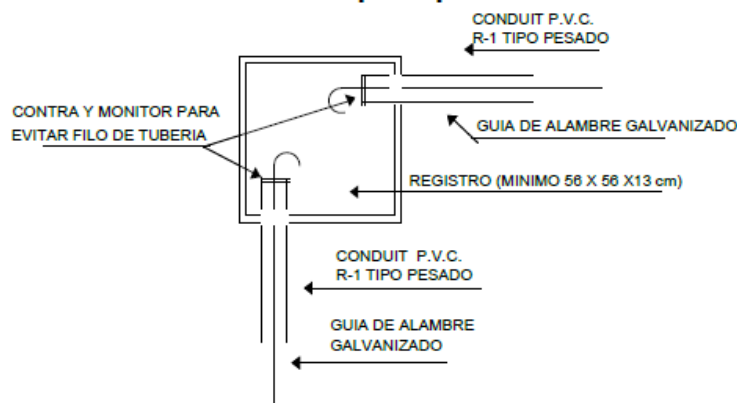 CONDUIT P.V.C.
R-1 TIPO PESADO
CONTRA Y MONITOR PARA
EVITAR FILO DE TUBERIA
GUIA DE ALAMBRE GALVANIZADO
REGISTRO (MINIMO 56 X 56 X13 cm)
CONDUIT P.V.C.
R-1 TIPO PESADO
GUIA DE ALAMBRE
GALVANIZADO